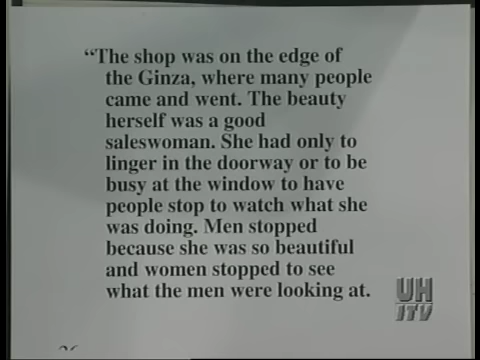 “The shop was on the edge of
the Ginza, where many people
came and went. The beauty
herself was a good
saleswoman. She had only to
linger in the doorway or to be
busy at the window to have
people stop to watch what she
was doing. Men stopped
because she was so beautiful
and women stopped to see
what the men were looking at.
UH
ITV